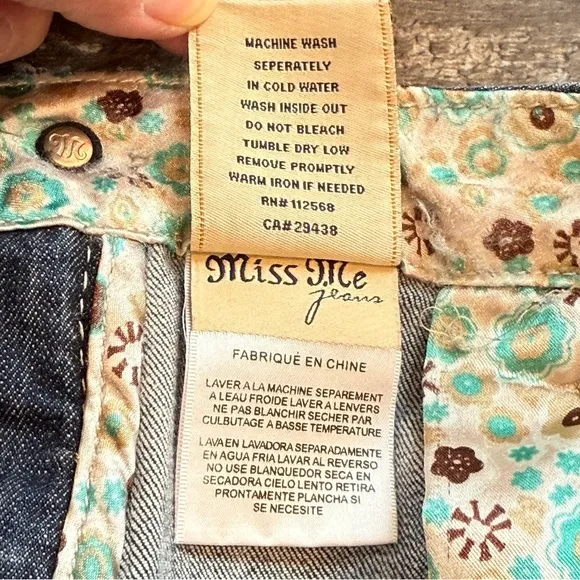 MACHINE WASH
SEPERATELY
IN COLD WATER
WASH INSIDE OUT
DO NOT BLEACH
TUMBLE DRY LOW
REMOVE PROMPTLY
WARM IRON IF NEEDED
RN# 112568
CA#29438
M
Miss Me
Jeans
FABRIQUÉ EN CHINE
LAVER A LA MACHINE SEPAREMENT
A LEAU FROIDE LAVER A LENVERS
NE PAS BLANCHIR SECHER PAR
CULBUTAGE A BASSE TEMPERATURE
LAVA EN LAVADORA SEPARADAMENTE
EN AGUA FRIA LAVAR AL REVERSO
NO USE BLANQUEDOR SECA EN
SECADORA CIELO LENTO RETIRA
PRONTAMENTE PLANCHA SI
SE NECESITE